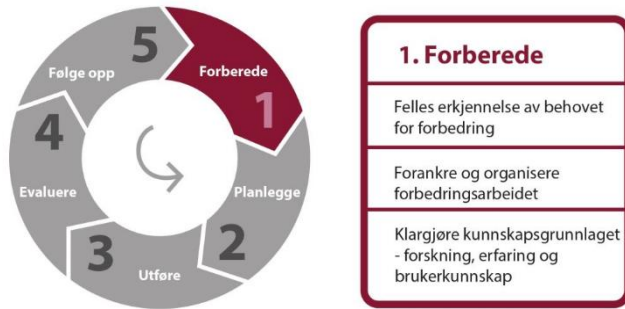 5
Følge opp
Forberede
1
4
Evaluere
Planlegge
2
3
Utføre
1. Forberede
Felles erkjennelse av behovet
for forbedring
Forankre og organisere
forbedringsarbeidet
Klargjøre kunnskapsgrunnlaget
- forskning, erfaring og
brukerkunnskap